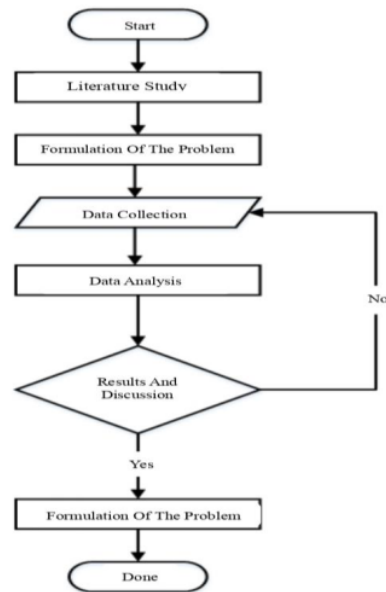 Start
Literature Study
Formulation Of The Problem
Data Collection
Data Analysis
No
Results And
Discussion
Yes
Formulation Of The Problem
Done